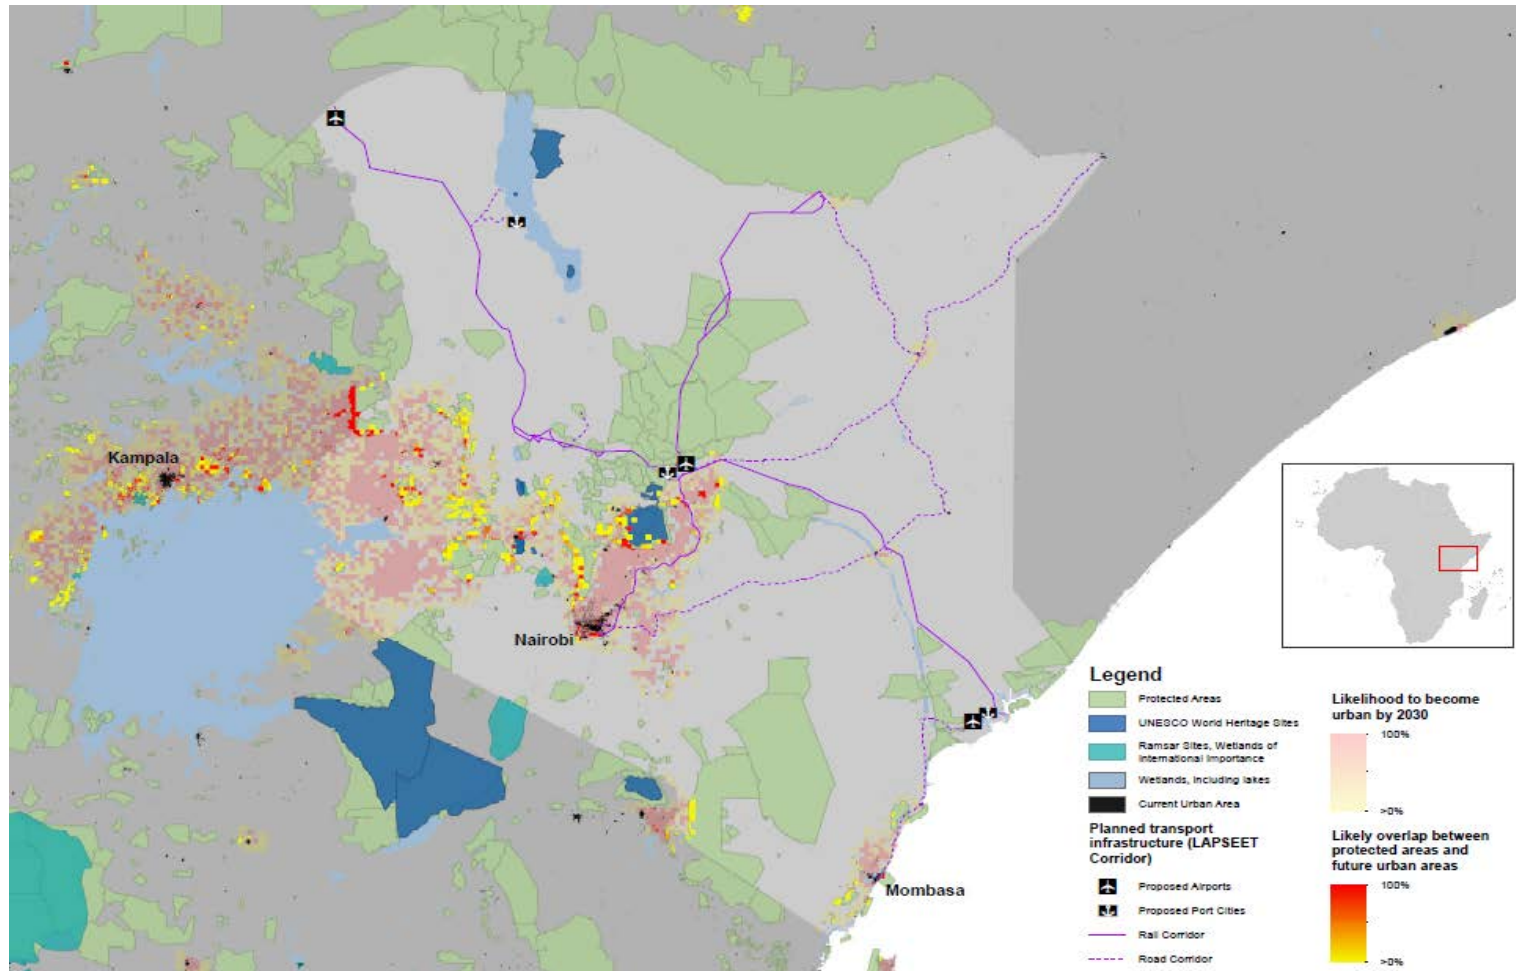 Kampala
Nairobi
Mombasa
Legend
Protected Areas
UNESCO World Heritage Sites
Ramsar Sites, Wetlands of
International Importance
Wetlands, including lakes
Current Urban Area
Planned transport
infrastructure (LAPSEET
Corridor)
Proposed Airports
Proposed Port Cities
Rail Corridor
Road Corridor
Likelihood to become
urban by 2030
100%
>0%
Likely overlap between
protected areas and
future urban areas
100%
>0%